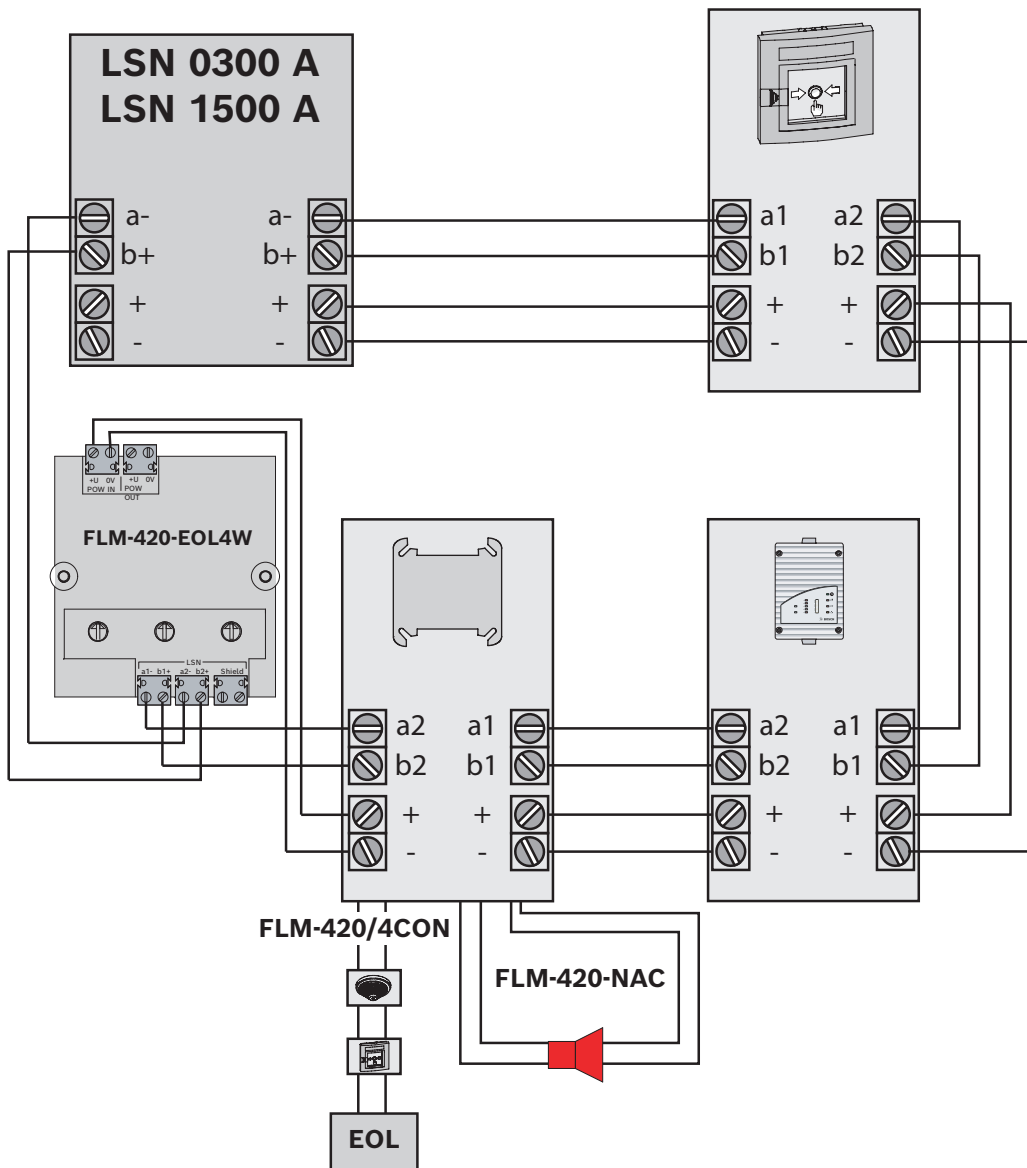 LSN 0300 A
LSN 1500 A
a- a-
b+ b+
+ +
- -
a1 a2
b1 b2
+ +
- -
+U 0V +U 0V
POW IN POW
OUT
FLM-420-EOL4W
LSN
a1- b1+ a2- b2+ Shield
a2 a1
b2 b1
+ +
- -
a2 a1
b2 b1
+ +
- -
BOSCH
FLM-420/4CON
FLM-420-NAC
EOL